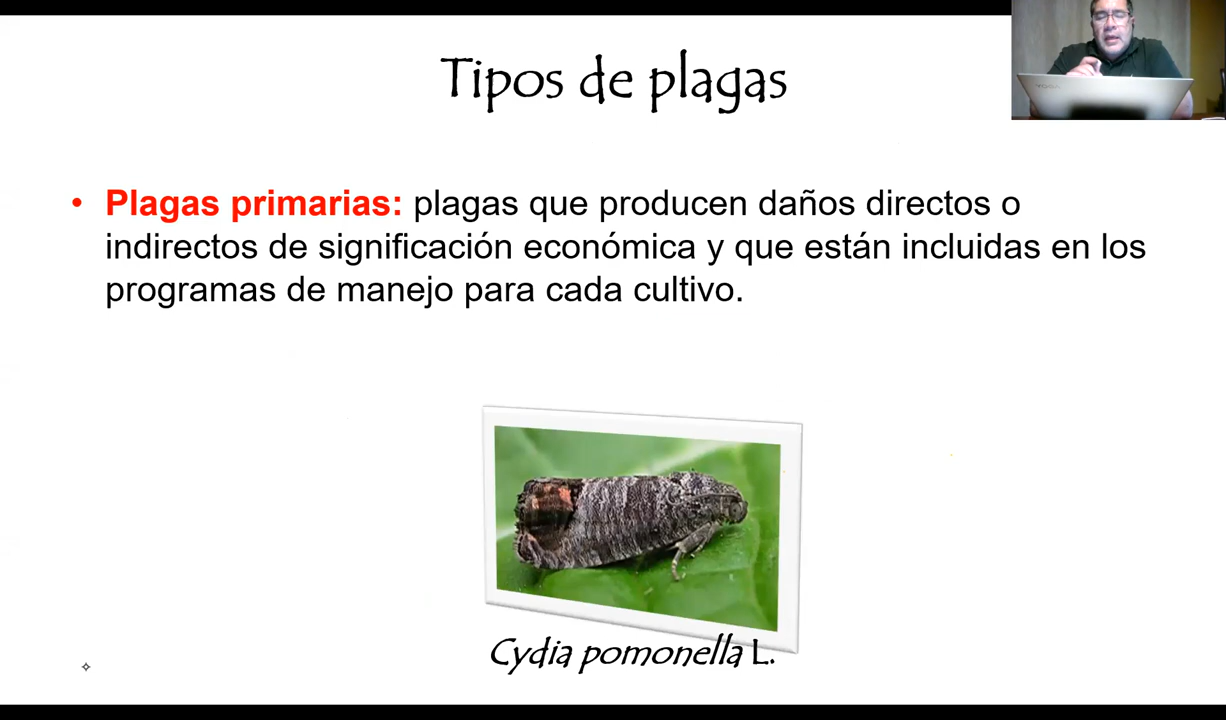 Tipos de plagas
• Plagas primarias: plagas que producen daños directos o
indirectos de significación económica y que están incluidas en los
programas de manejo para cada cultivo.
Cydia pomonella L.